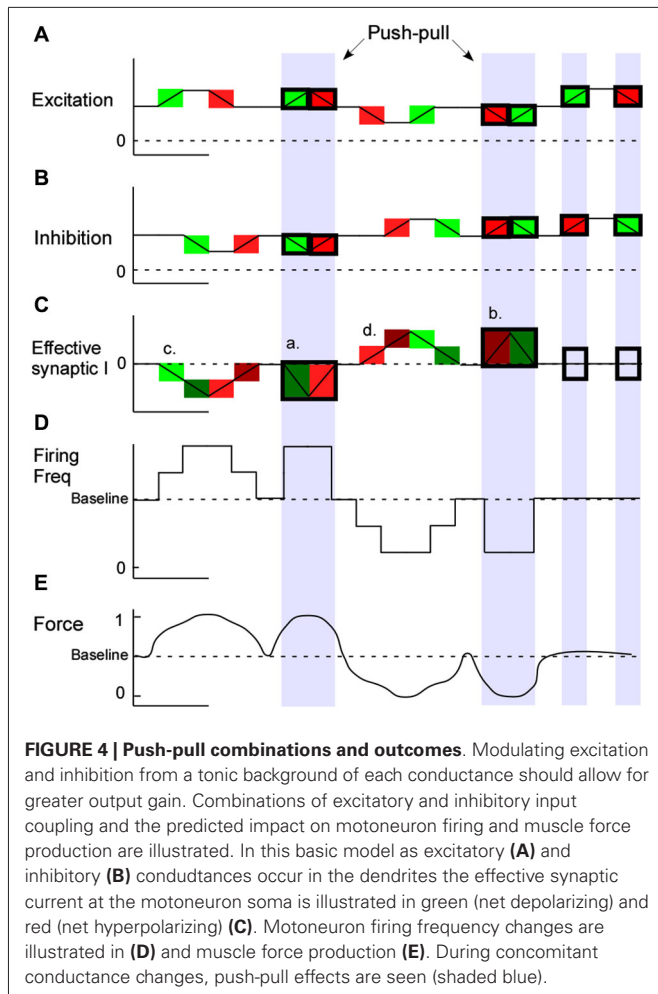 A
Push-pull
Excitation
0
B
Inhibition
0
C
c.
a.
d.
b.
Effective
synaptic I
0
D
Firing
Freq
Baseline
0
E
Force
1
Baseline
0
FIGURE 4 | Push-pull combinations and outcomes. Modulating excitation
and inhibition from a tonic background of each conductance should allow for
greater output gain. Combinations of excitatory and inhibitory input
coupling and the predicted impact on motoneuron firing and muscle force
production are illustrated. In this basic model as excitatory (A) and
inhibitory (B) condudtances occur in the dendrites the effective synaptic
current at the motoneuron soma is illustrated in green (net depolarizing) and
red (net hyperpolarizing) (C). Motoneuron firing frequency changes are
illustrated in (D) and muscle force production (E). During concomitant
conductance changes, push-pull effects are seen (shaded blue).